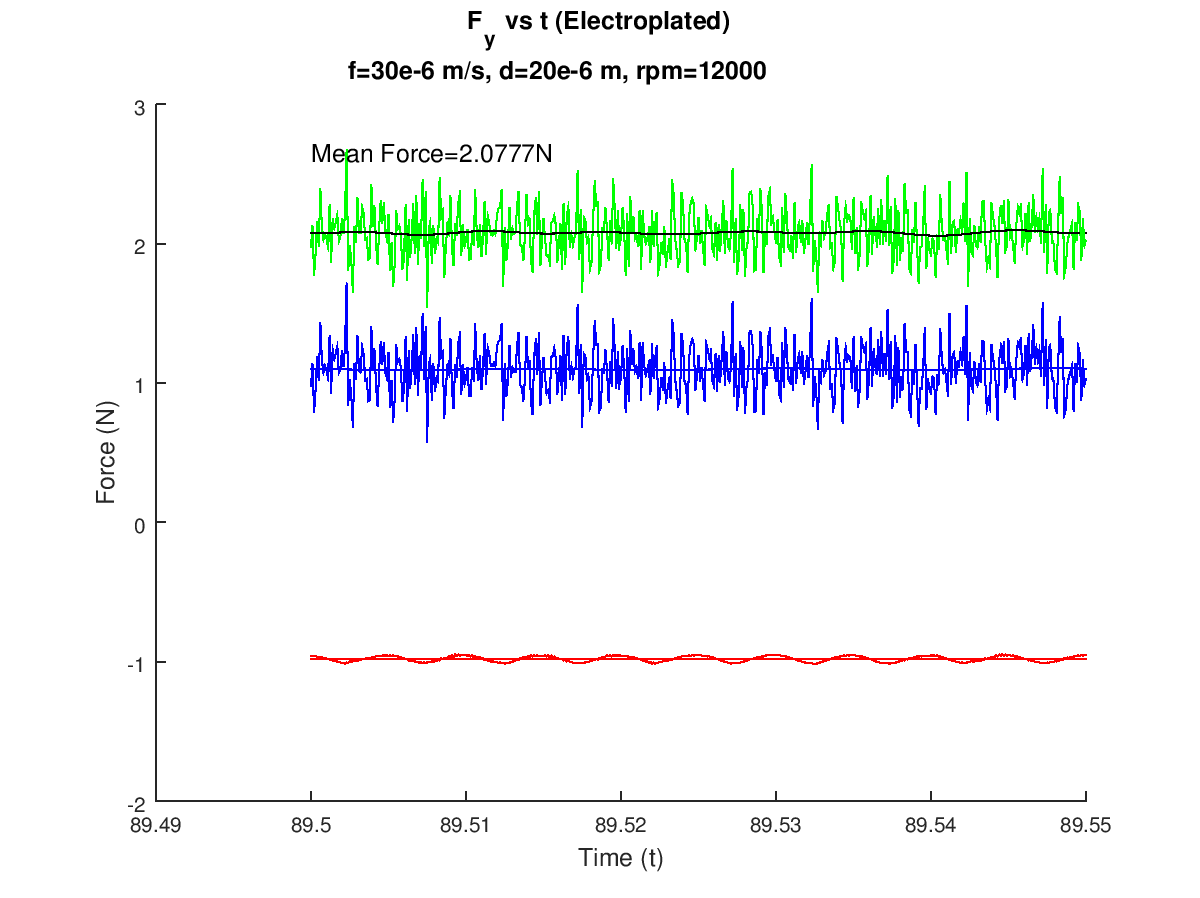 F_y vs t (Electroplated)
f=30e-6 m/s, d=20e-6 m, rpm=12000
Mean Force=2.0777N
3
2
1
0
-1
-2
Force (N)
89.49 89.5 89.51 89.52 89.53 89.54 89.55
Time (t)